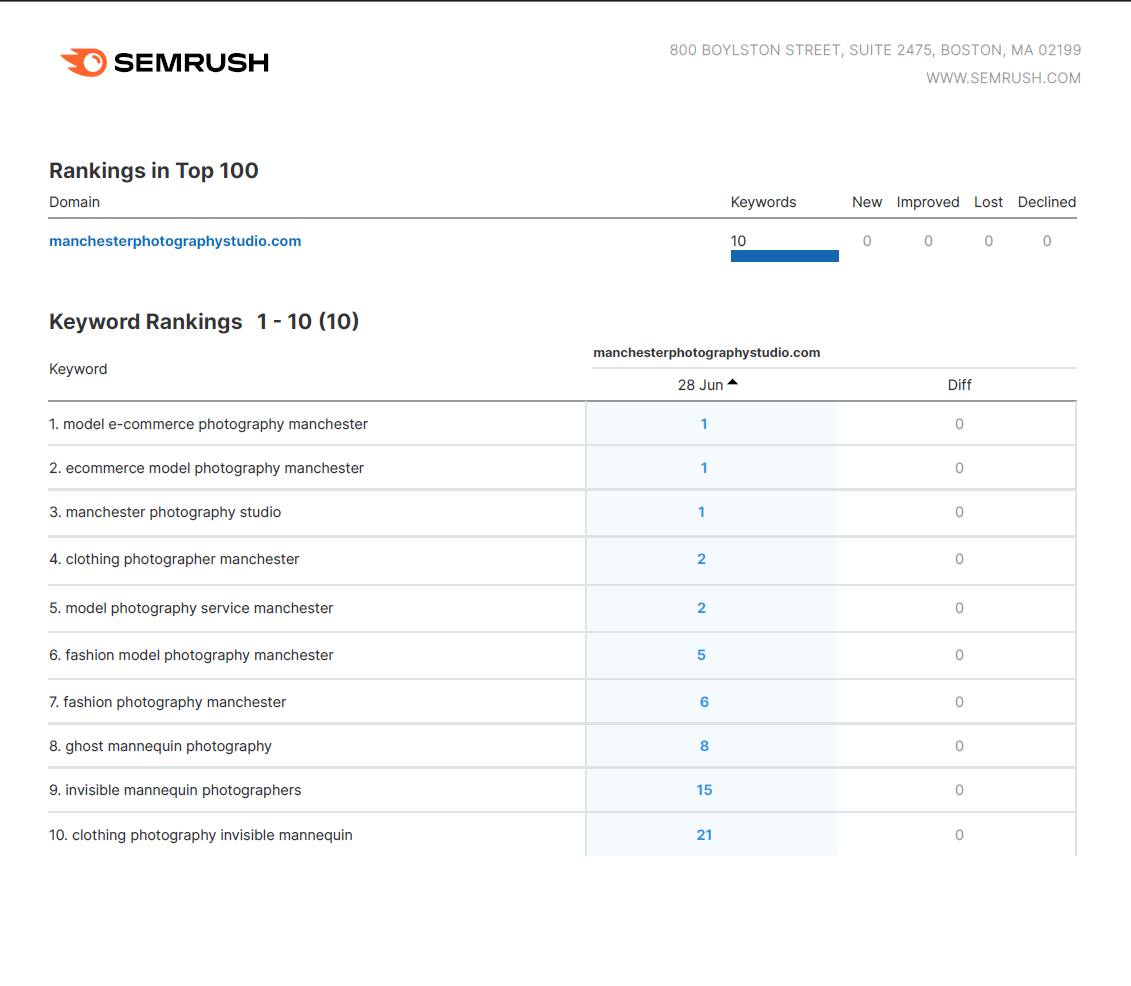 SEMRUSH
800 BOYLSTON STREET, SUITE 2475, BOSTON, MA 02199
WWW.SEMRUSH.COM
Rankings in Top 100
Domain Keywords New Improved Lost Declined
manchesterphotographystudio.com 10 0 0 0 0
Keyword Rankings 1 - 10 (10)
manchesterphotographystudio.com
Keyword
28 Jun Diff
1. model e-commerce photography manchester 1 0
2. ecommerce model photography manchester 1 0
3. manchester photography studio 1 0
4. clothing photographer manchester 2 0
5. model photography service manchester 2 0
6. fashion model photography manchester 5 0
7. fashion photography manchester 6 0
8. ghost mannequin photography 8 0
9. invisible mannequin photographers 15 0
10. clothing photography invisible mannequin 21 0